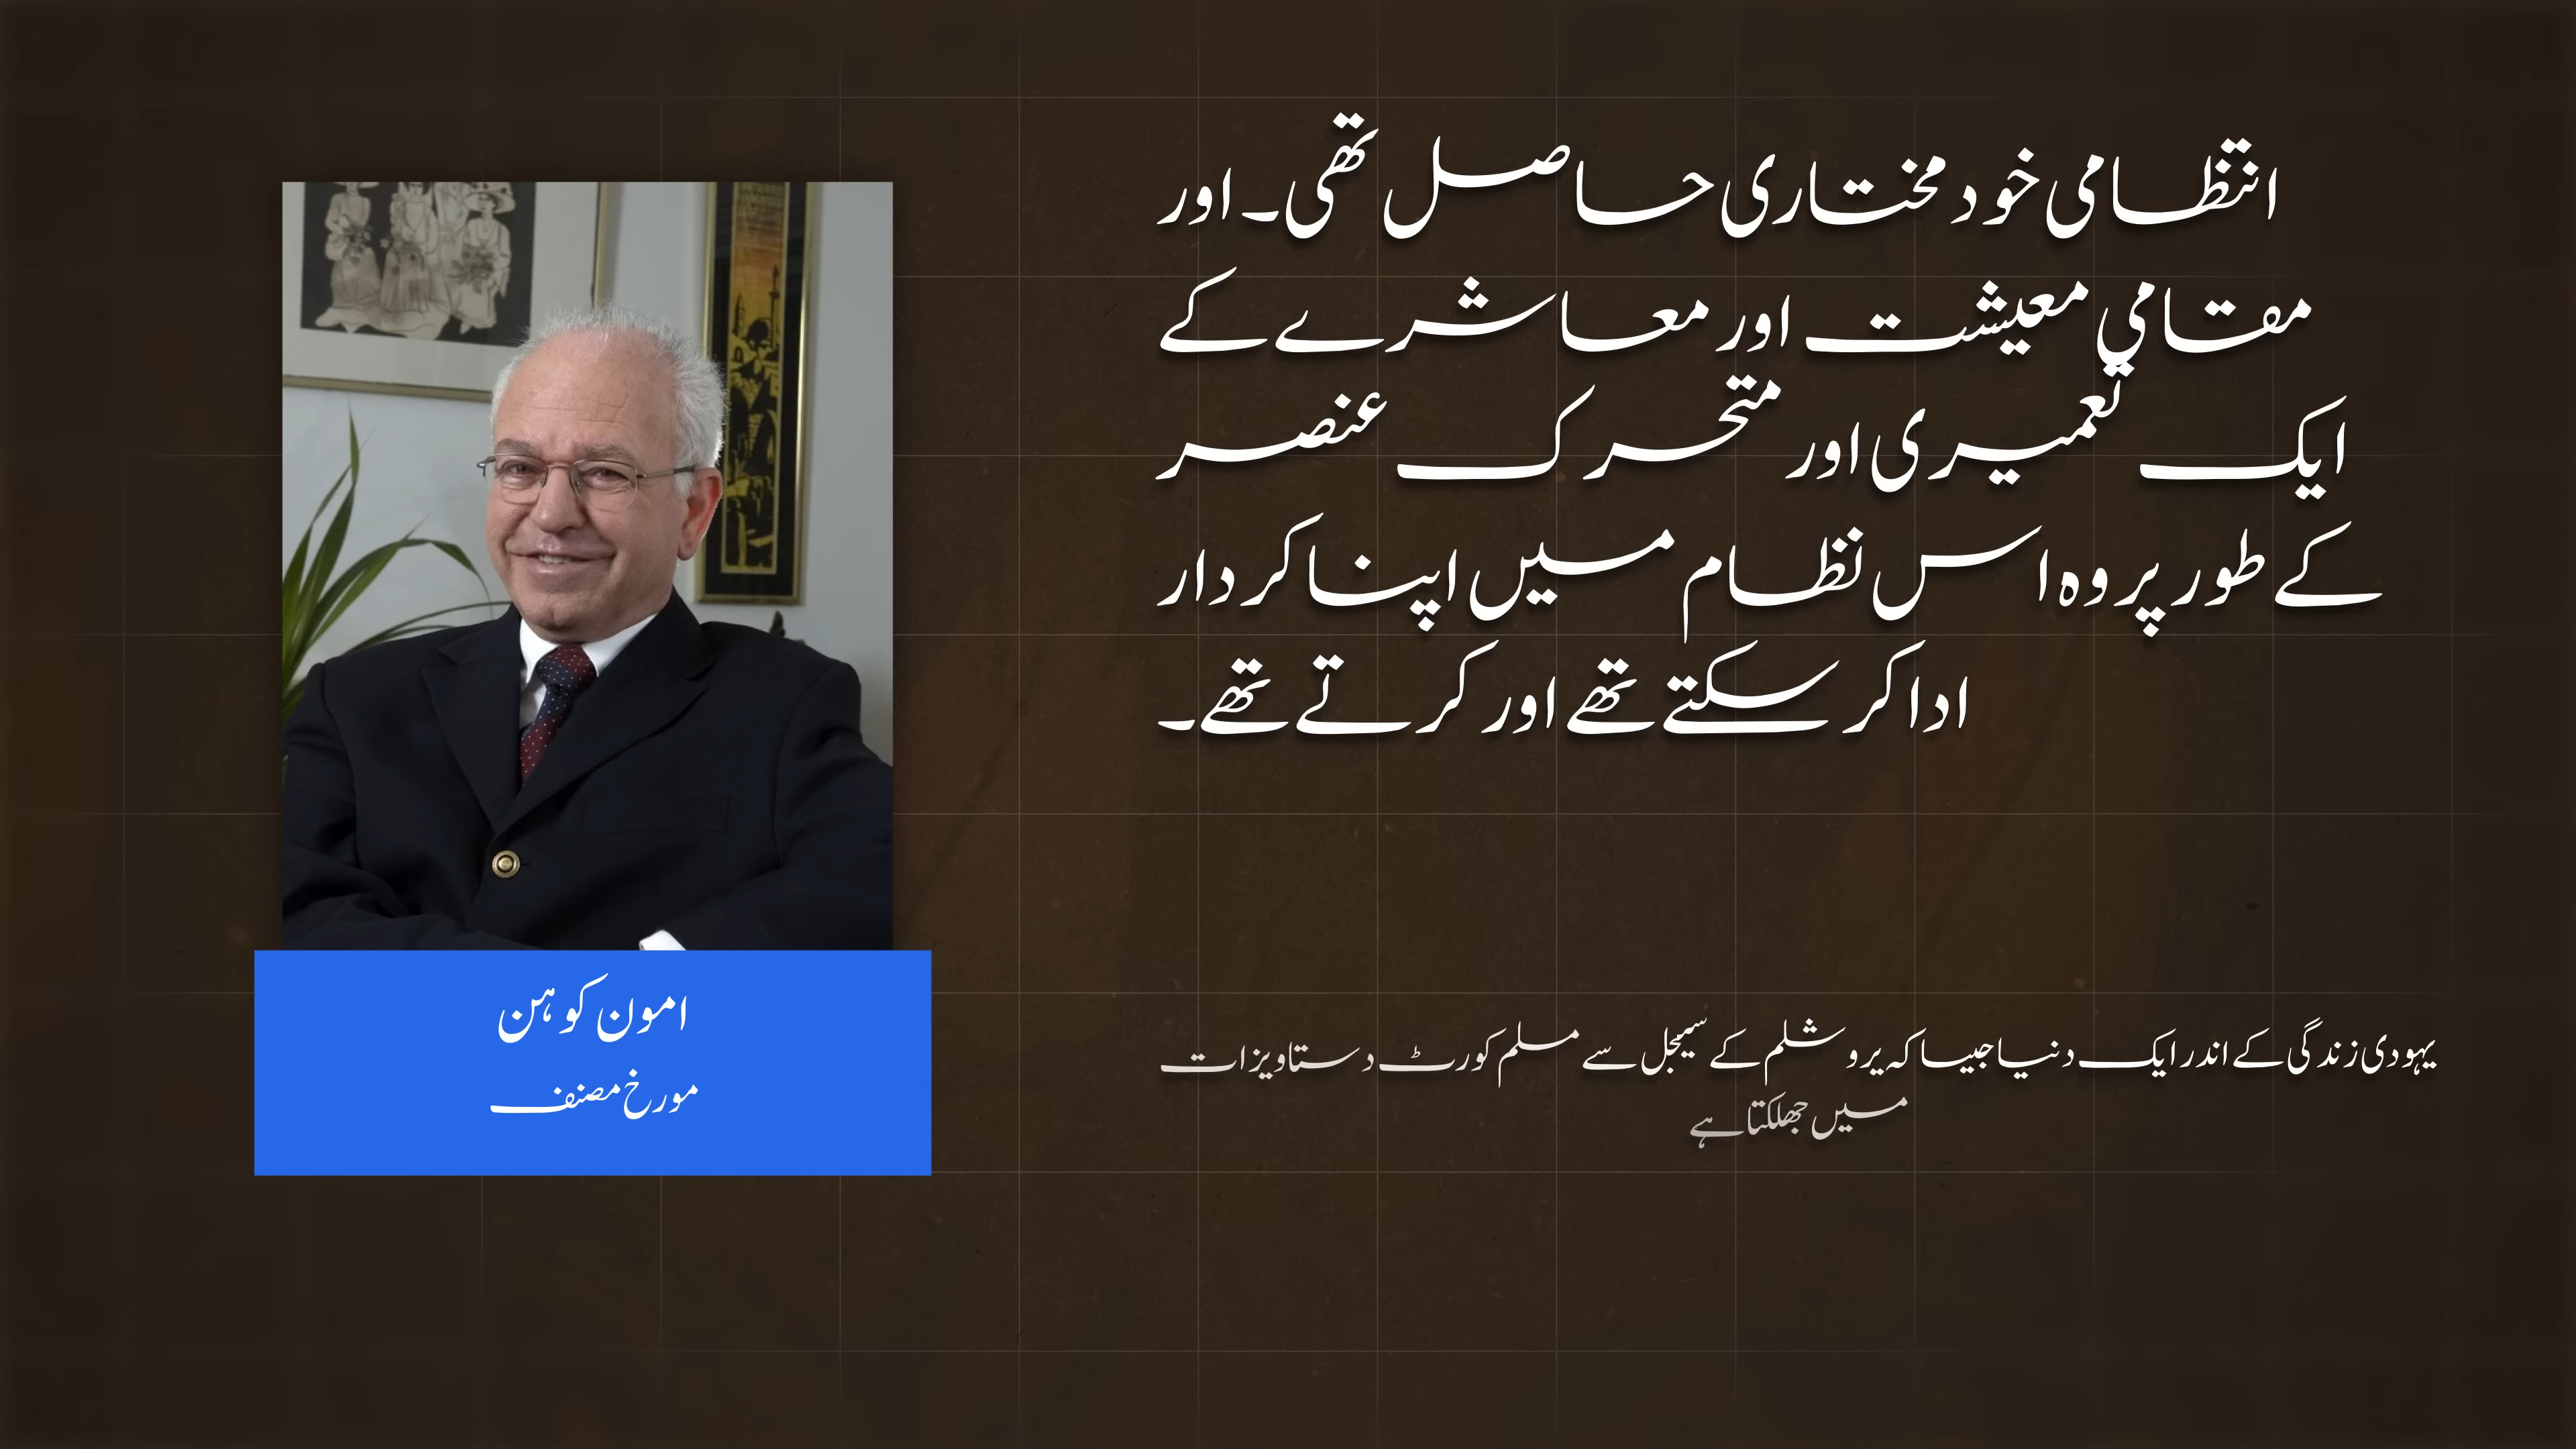 انتظامی خود مختاری حاصل تھی۔ اور
مقامی معیشت اور معاشرے کے
ایک تعمیری اور متحرک عنصر
کے طور پر وہ اس نظام میں اپنا کردار
ادا کر سکتے تھے اور کرتے تھے۔
یہودی زندگی کے اندر ایک دنیا جیسا کہ یروشلم کے سیجل سے مسلم کورٹ دستاویزات
میں جھلکتا ہے
امون کوہن
مورخ مصنف